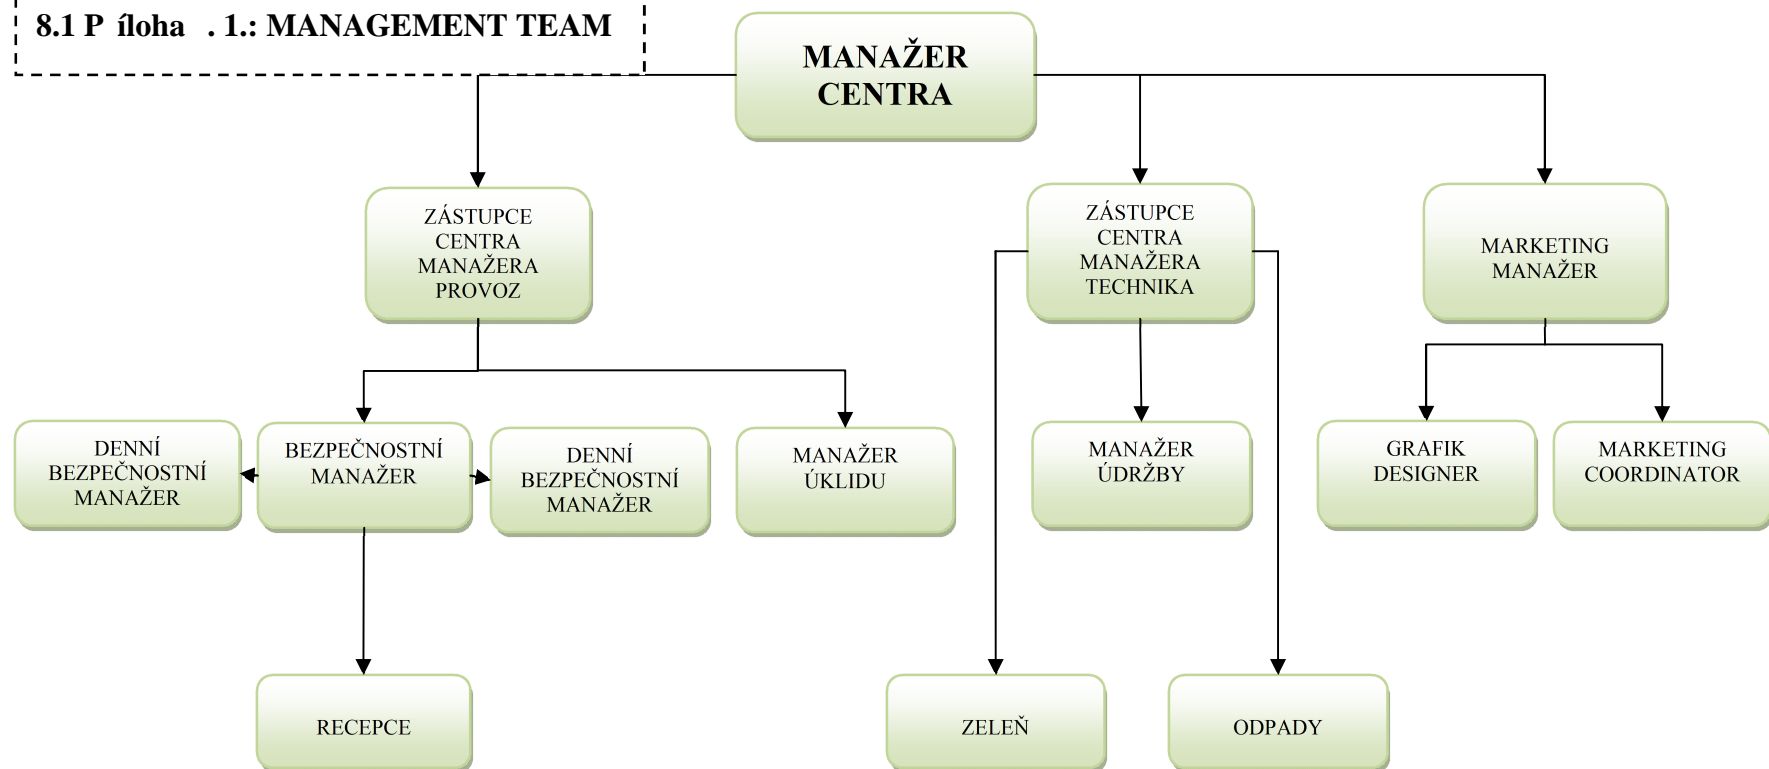 8.1 P íloha . 1.: MANAGEMENT TEAM
MANAŽER
CENTRA
ZÁSTUPCE
CENTRA
MANAŽERA
PROVOZ
ZÁSTUPCE
CENTRA
MANAŽERA
TECHNIKA
MARKETING
MANAŽER
DENNÍ
BEZPEČNOSTNÍ
MANAŽER
BEZPEČNOSTNÍ
MANAŽER
DENNÍ
BEZPEČNOSTNÍ
MANAŽER
MANAŽER
ÚKLIDU
MANAŽER
ÚDRŽBY
GRAFIK
DESIGNER
MARKETING
COORDINATOR
RECEPCE
ZELEŇ
ODPADY